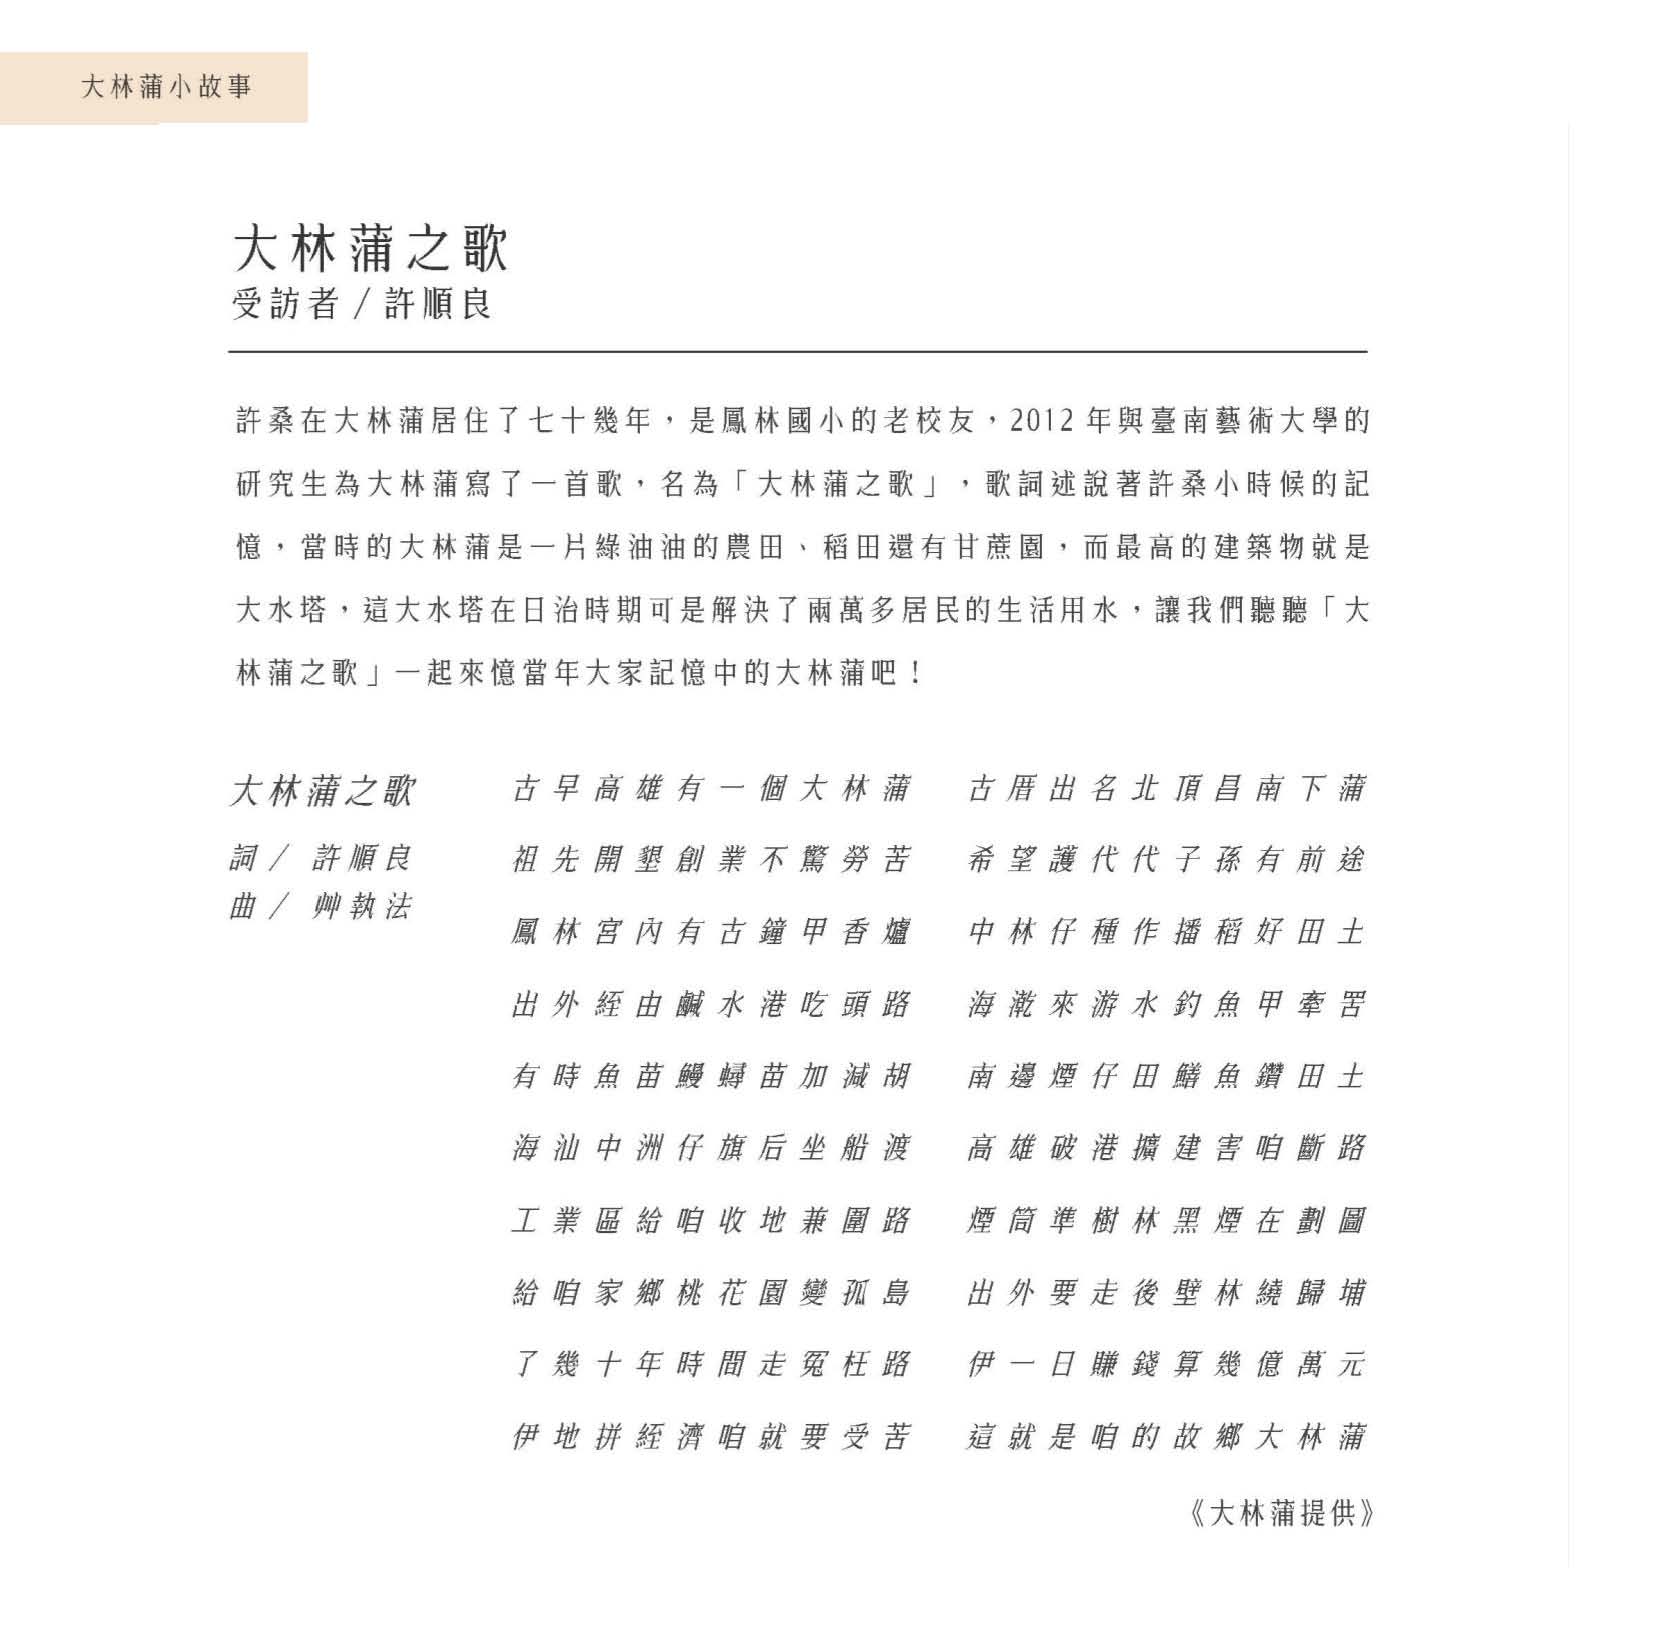 大林蒲小故事
大林蒲之歌
受訪者／許順良
許桑在大林蒲居住了七十幾年，是鳳林國小的老校友，2012 年與臺南藝術大學的
研究生為大林蒲寫了一首歌，名為「大林蒲之歌」，歌詞述說著許桑小時候的記
憶，當時的大林蒲是一片綠油油的農田、稻田還有甘蔗園，而最高的建築物就是
大水塔，這大水塔在日治時期可是解決了兩萬多居民的生活用水，讓我們聽聽「大
林蒲之歌」一起來憶當年大家記憶中的大林蒲吧！
大林蒲之歌
詞／ 許順良
曲／ 艸執法
古早高雄有一個大林蒲 古厝出名北頂昌南下蒲
祖先開墾創業不驚勞苦 希望護代代子孫有前途
鳳林宮內有古鐘甲香爐 中林仔種作播稻好田土
出外經由鹹水港吃頭路 海漧來游水釣魚甲牽罟
有時魚苗鰻蟳苗加減胡 南邊煙仔田鱔魚鑽田土
海汕中洲仔旗后坐船渡 高雄破港擴建害咱斷路
工業區給咱收地兼圍路 煙筒準樹林黑煙在劃圖
給咱家鄉桃花園變孤島 出外要走後壁林繞歸埔
了幾十年時間走冤枉路 伊一日賺錢算幾億萬元
伊地拼經濟咱就要受苦 這就是咱的故鄉大林蒲
《大林蒲提供》